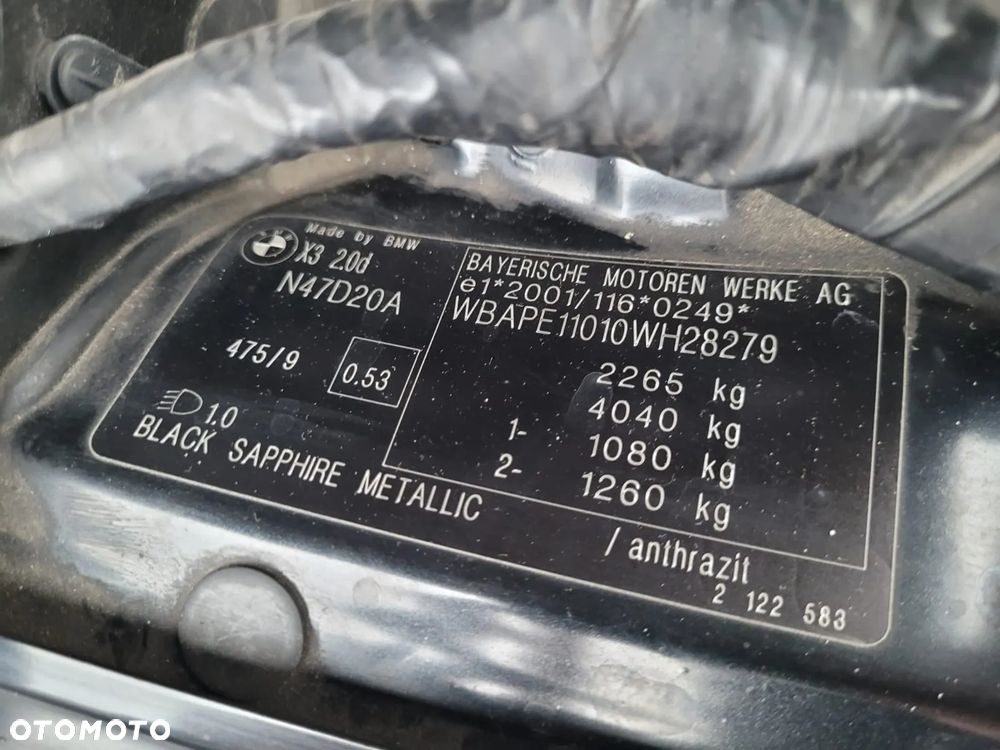 Made by BMW
X3 2.0d
N47D20A
475/9
0.53
1.0
BLACK SAPPHIRE METALLIC
BAYERISCHE MOTOREN WERKE AG
e1*2001/116*0249*
WBAPE11010WH28279
2265 kg
4040 kg
1- 1080 kg
2- 1260 kg
/ anthrazit
2 122 583
OTOMOTO